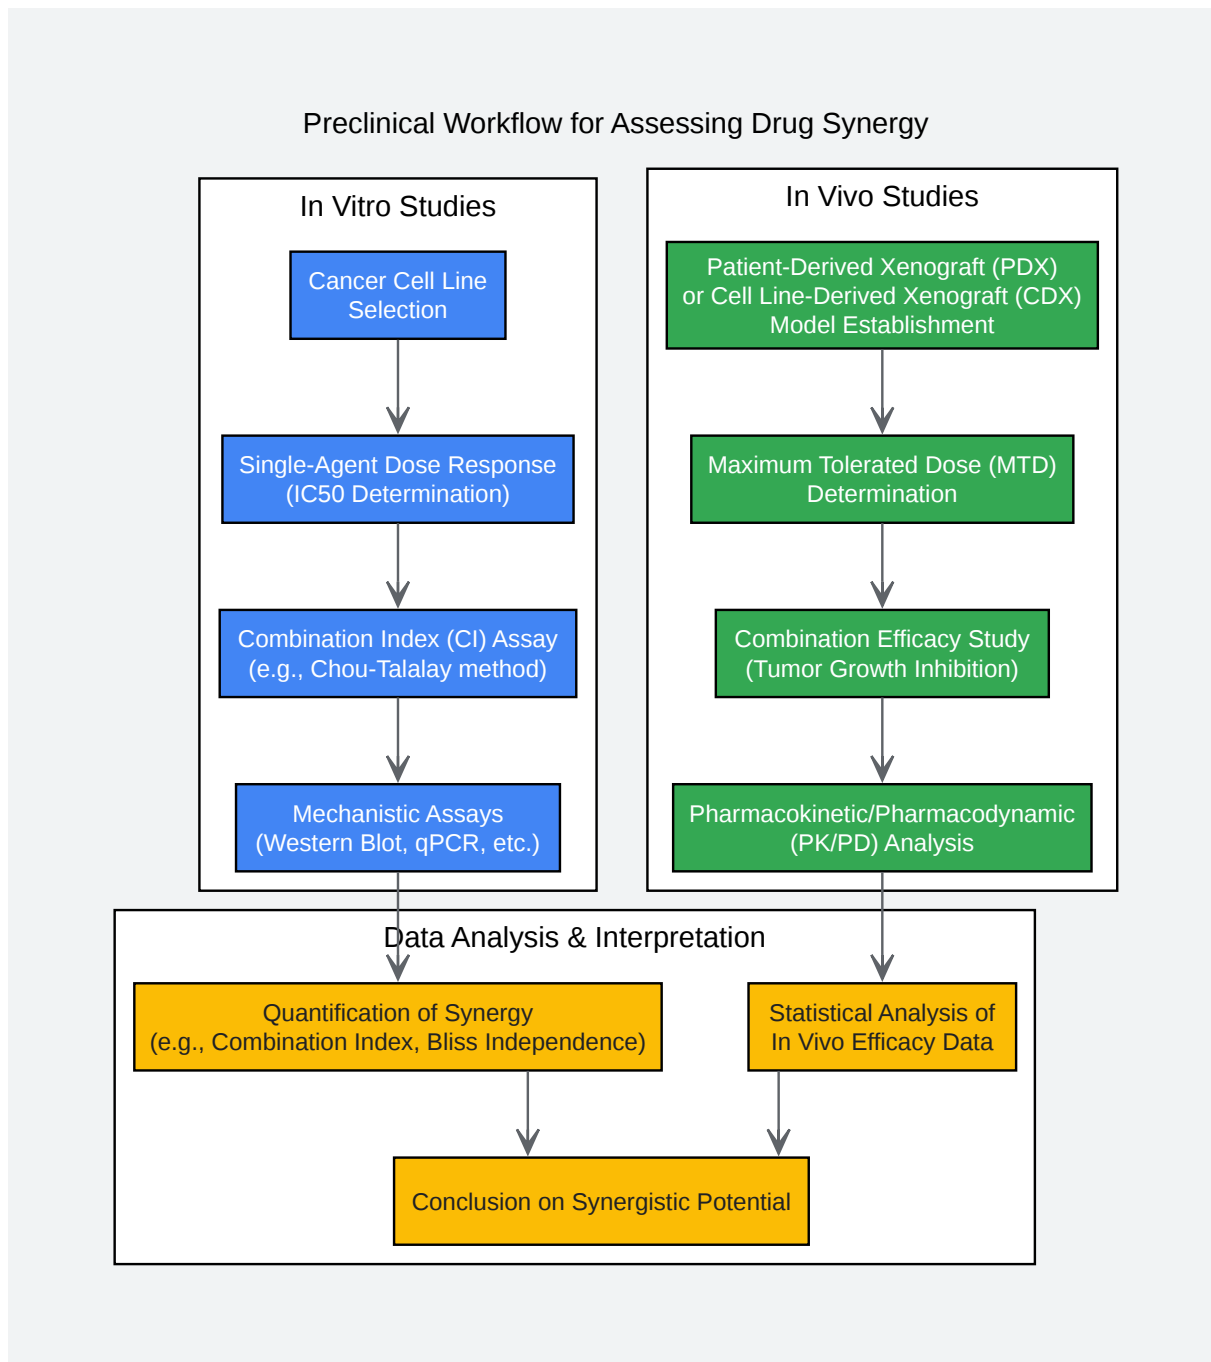 Preclinical Workflow for Assessing Drug Synergy
In Vitro Studies
Cancer Cell Line
Selection
Single-Agent Dose Response
(IC50 Determination)
Combination Index (CI) Assay
(e.g., Chou-Talalay method)
Mechanistic Assays
(Western Blot, qPCR, etc.)
In Vivo Studies
Patient-Derived Xenograft (PDX)
or Cell Line-Derived Xenograft (CDX)
Model Establishment
Maximum Tolerated Dose (MTD)
Determination
Combination Efficacy Study
(Tumor Growth Inhibition)
Pharmacokinetic/Pharmacodynamic
(PK/PD) Analysis
Data Analysis & Interpretation
Quantification of Synergy
(e.g., Combination Index, Bliss Independence)
Statistical Analysis of
In Vivo Efficacy Data
Conclusion on Synergistic Potential